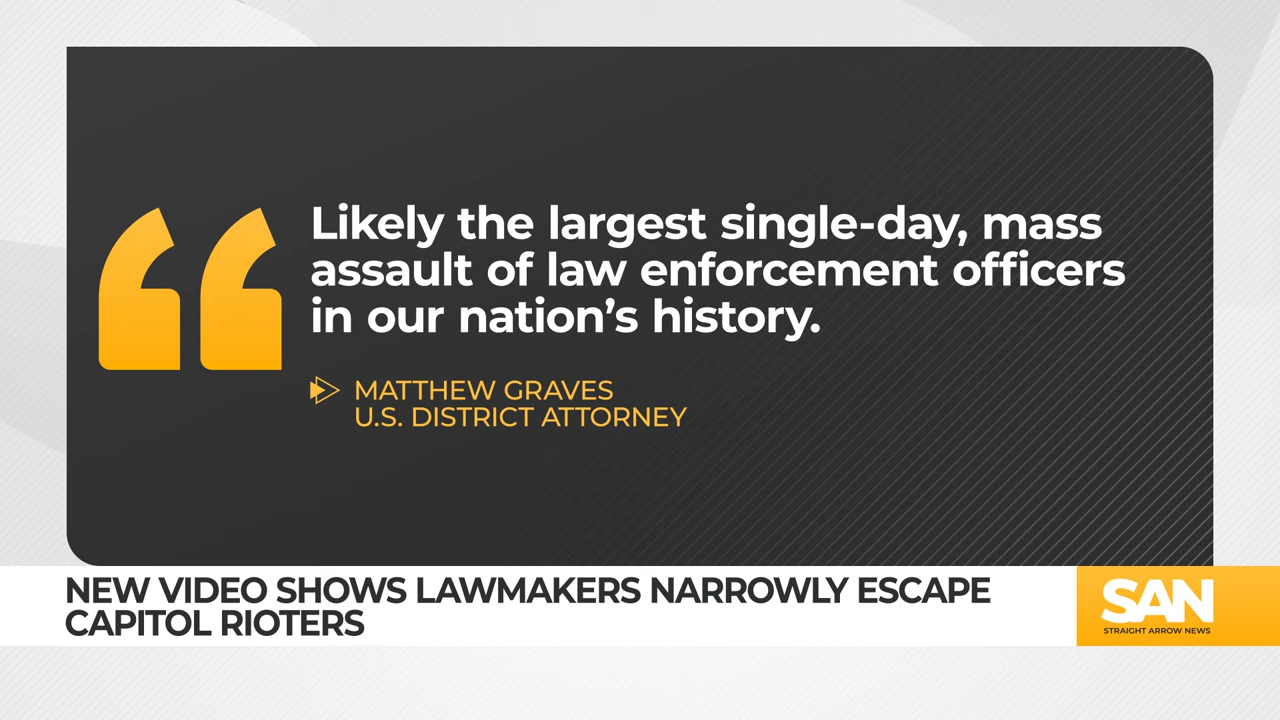 Likely the largest single-day, mass
assault of law enforcement officers
in our nation’s history.
MATTHEW GRAVES
U.S. DISTRICT ATTORNEY
NEW VIDEO SHOWS LAWMAKERS NARROWLY ESCAPE
CAPITOL RIOTERS
SAN
STRAIGHT ARROW NEWS